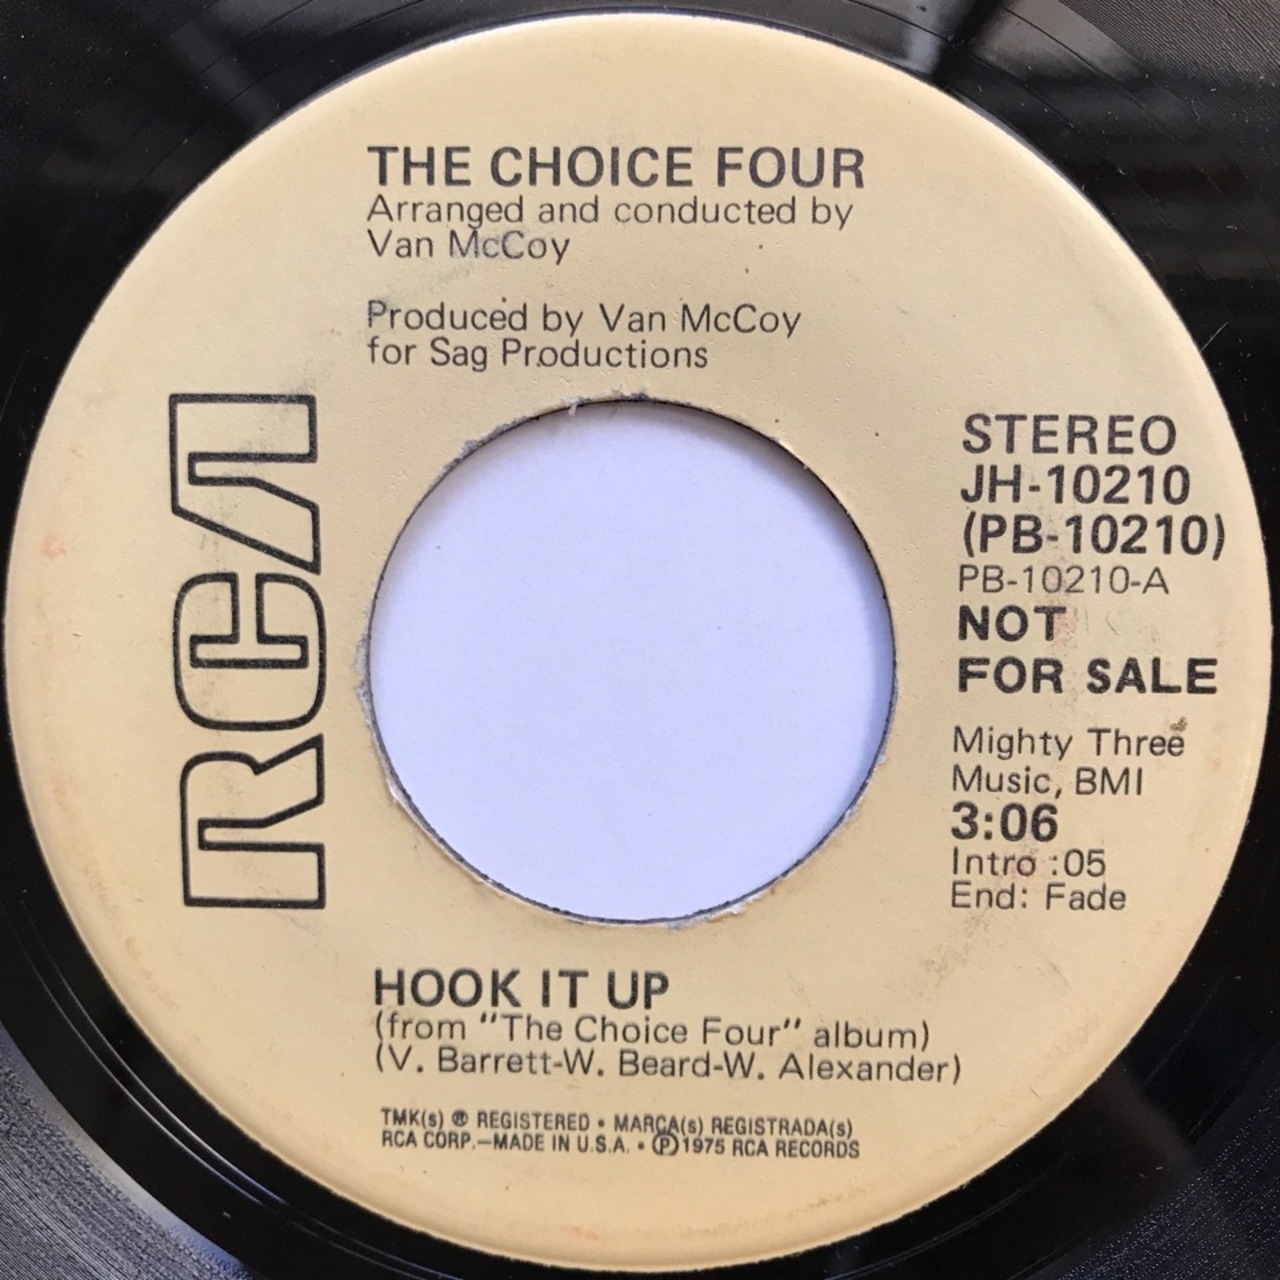 THE CHOICE FOUR
Arranged and conducted by
Van McCoy
Produced by Van McCoy
for Sag Productions
RCA
STEREO
JH-10210
(PB-10210)
PB-10210-A
NOT
FOR SALE
Mighty Three
Music, BMI
3:06
Intro :05
End: Fade
HOOK IT UP
(from "The Choice Four" album)
(V. Barrett-W. Beard-W. Alexander)
TMK(s) ® REGISTERED • MARCA(s) REGISTRADA(s)
RCA CORP.—MADE IN U.S.A. • ℗ 1975 RCA RECORDS